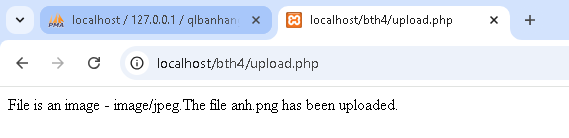 localhost / 127.0.0.1 / qlbanhan
localhost/bth4/upload.php
localhost/bth4/upload.php
File is an image - image/jpeg.The file anh.png has been uploaded.